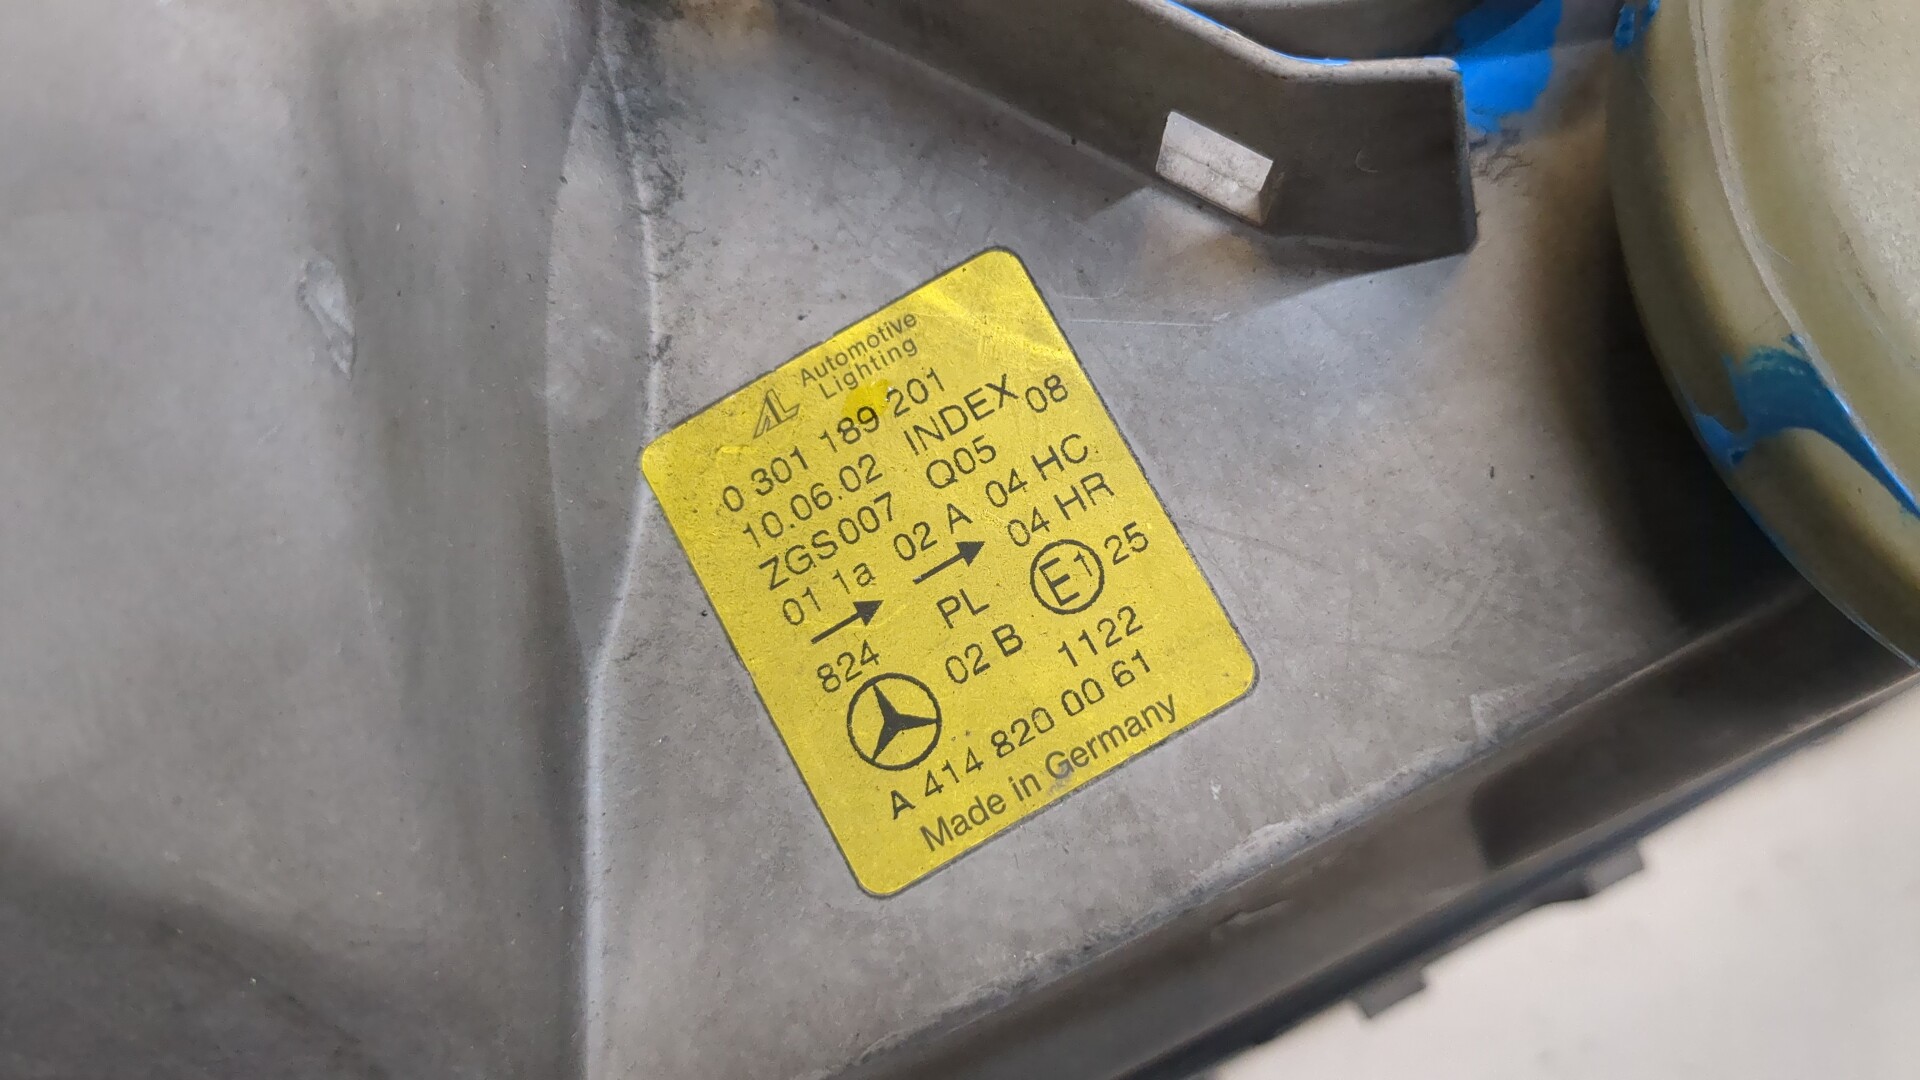 AL Automotive
Lighting
0 301 189 201
10.06.02 INDEX 08
ZGS007 Q05
01 1a 02 A 04 HC
04 HR
824 PL E1 25
02 B 1122
A 414 820 00 61
Made in Germany